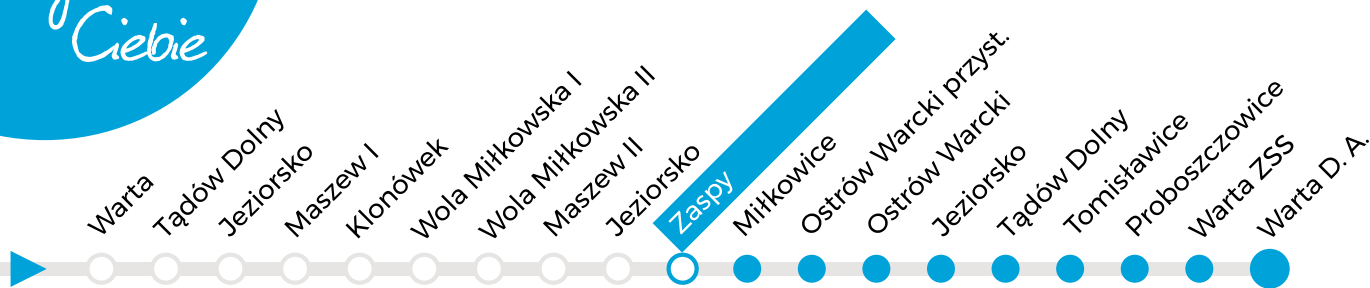 Ciebie
Warta
Tądów Dolny
Jeziorsko
Maszew I
Klonówek
Wola Miłkowska I
Wola Miłkowska II
Maszew II
Jeziorsko
Zaspy
Miłkowice
Ostrów Warcki przyst.
Ostrów Warcki
Jeziorsko
Tądów Dolny
Tomisławice
Proboszczowice
Warta ZSS
Warta D. A.